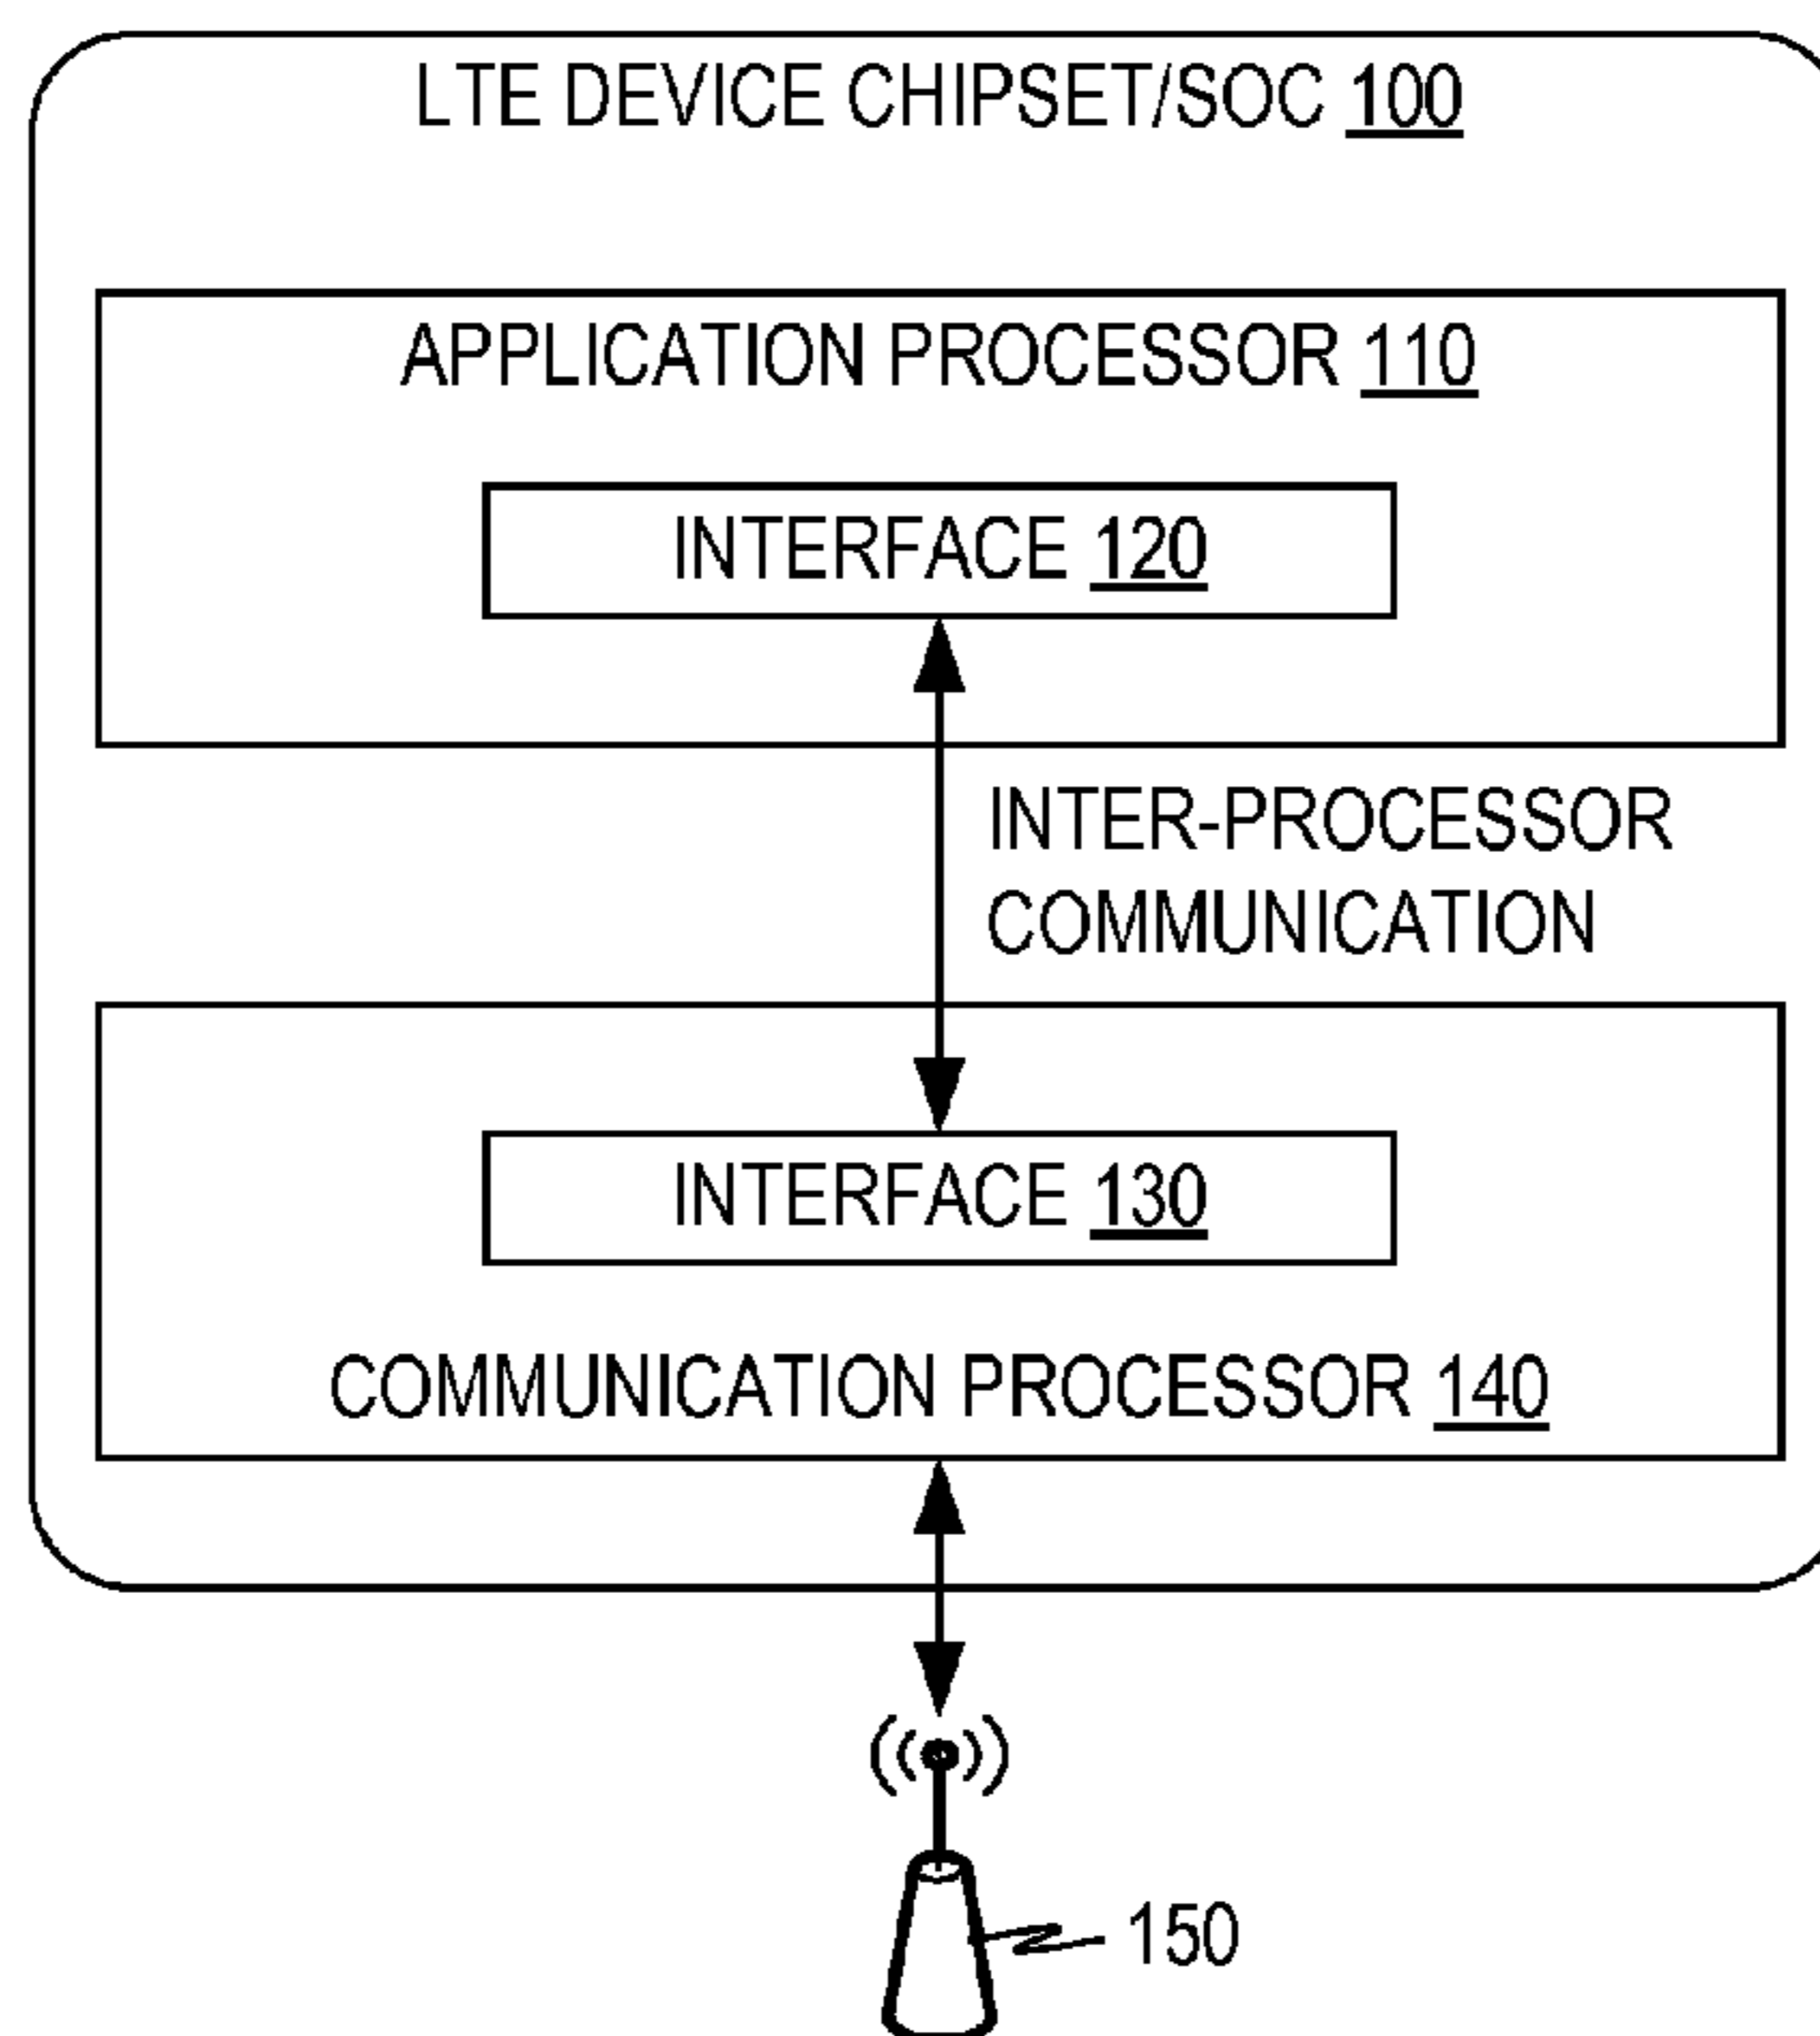 LTE DEVICE CHIPSET/SOC 100
APPLICATION PROCESSOR 110
INTERFACE 120
INTER-PROCESSOR
COMMUNICATION
INTERFACE 130
COMMUNICATION PROCESSOR 140
150